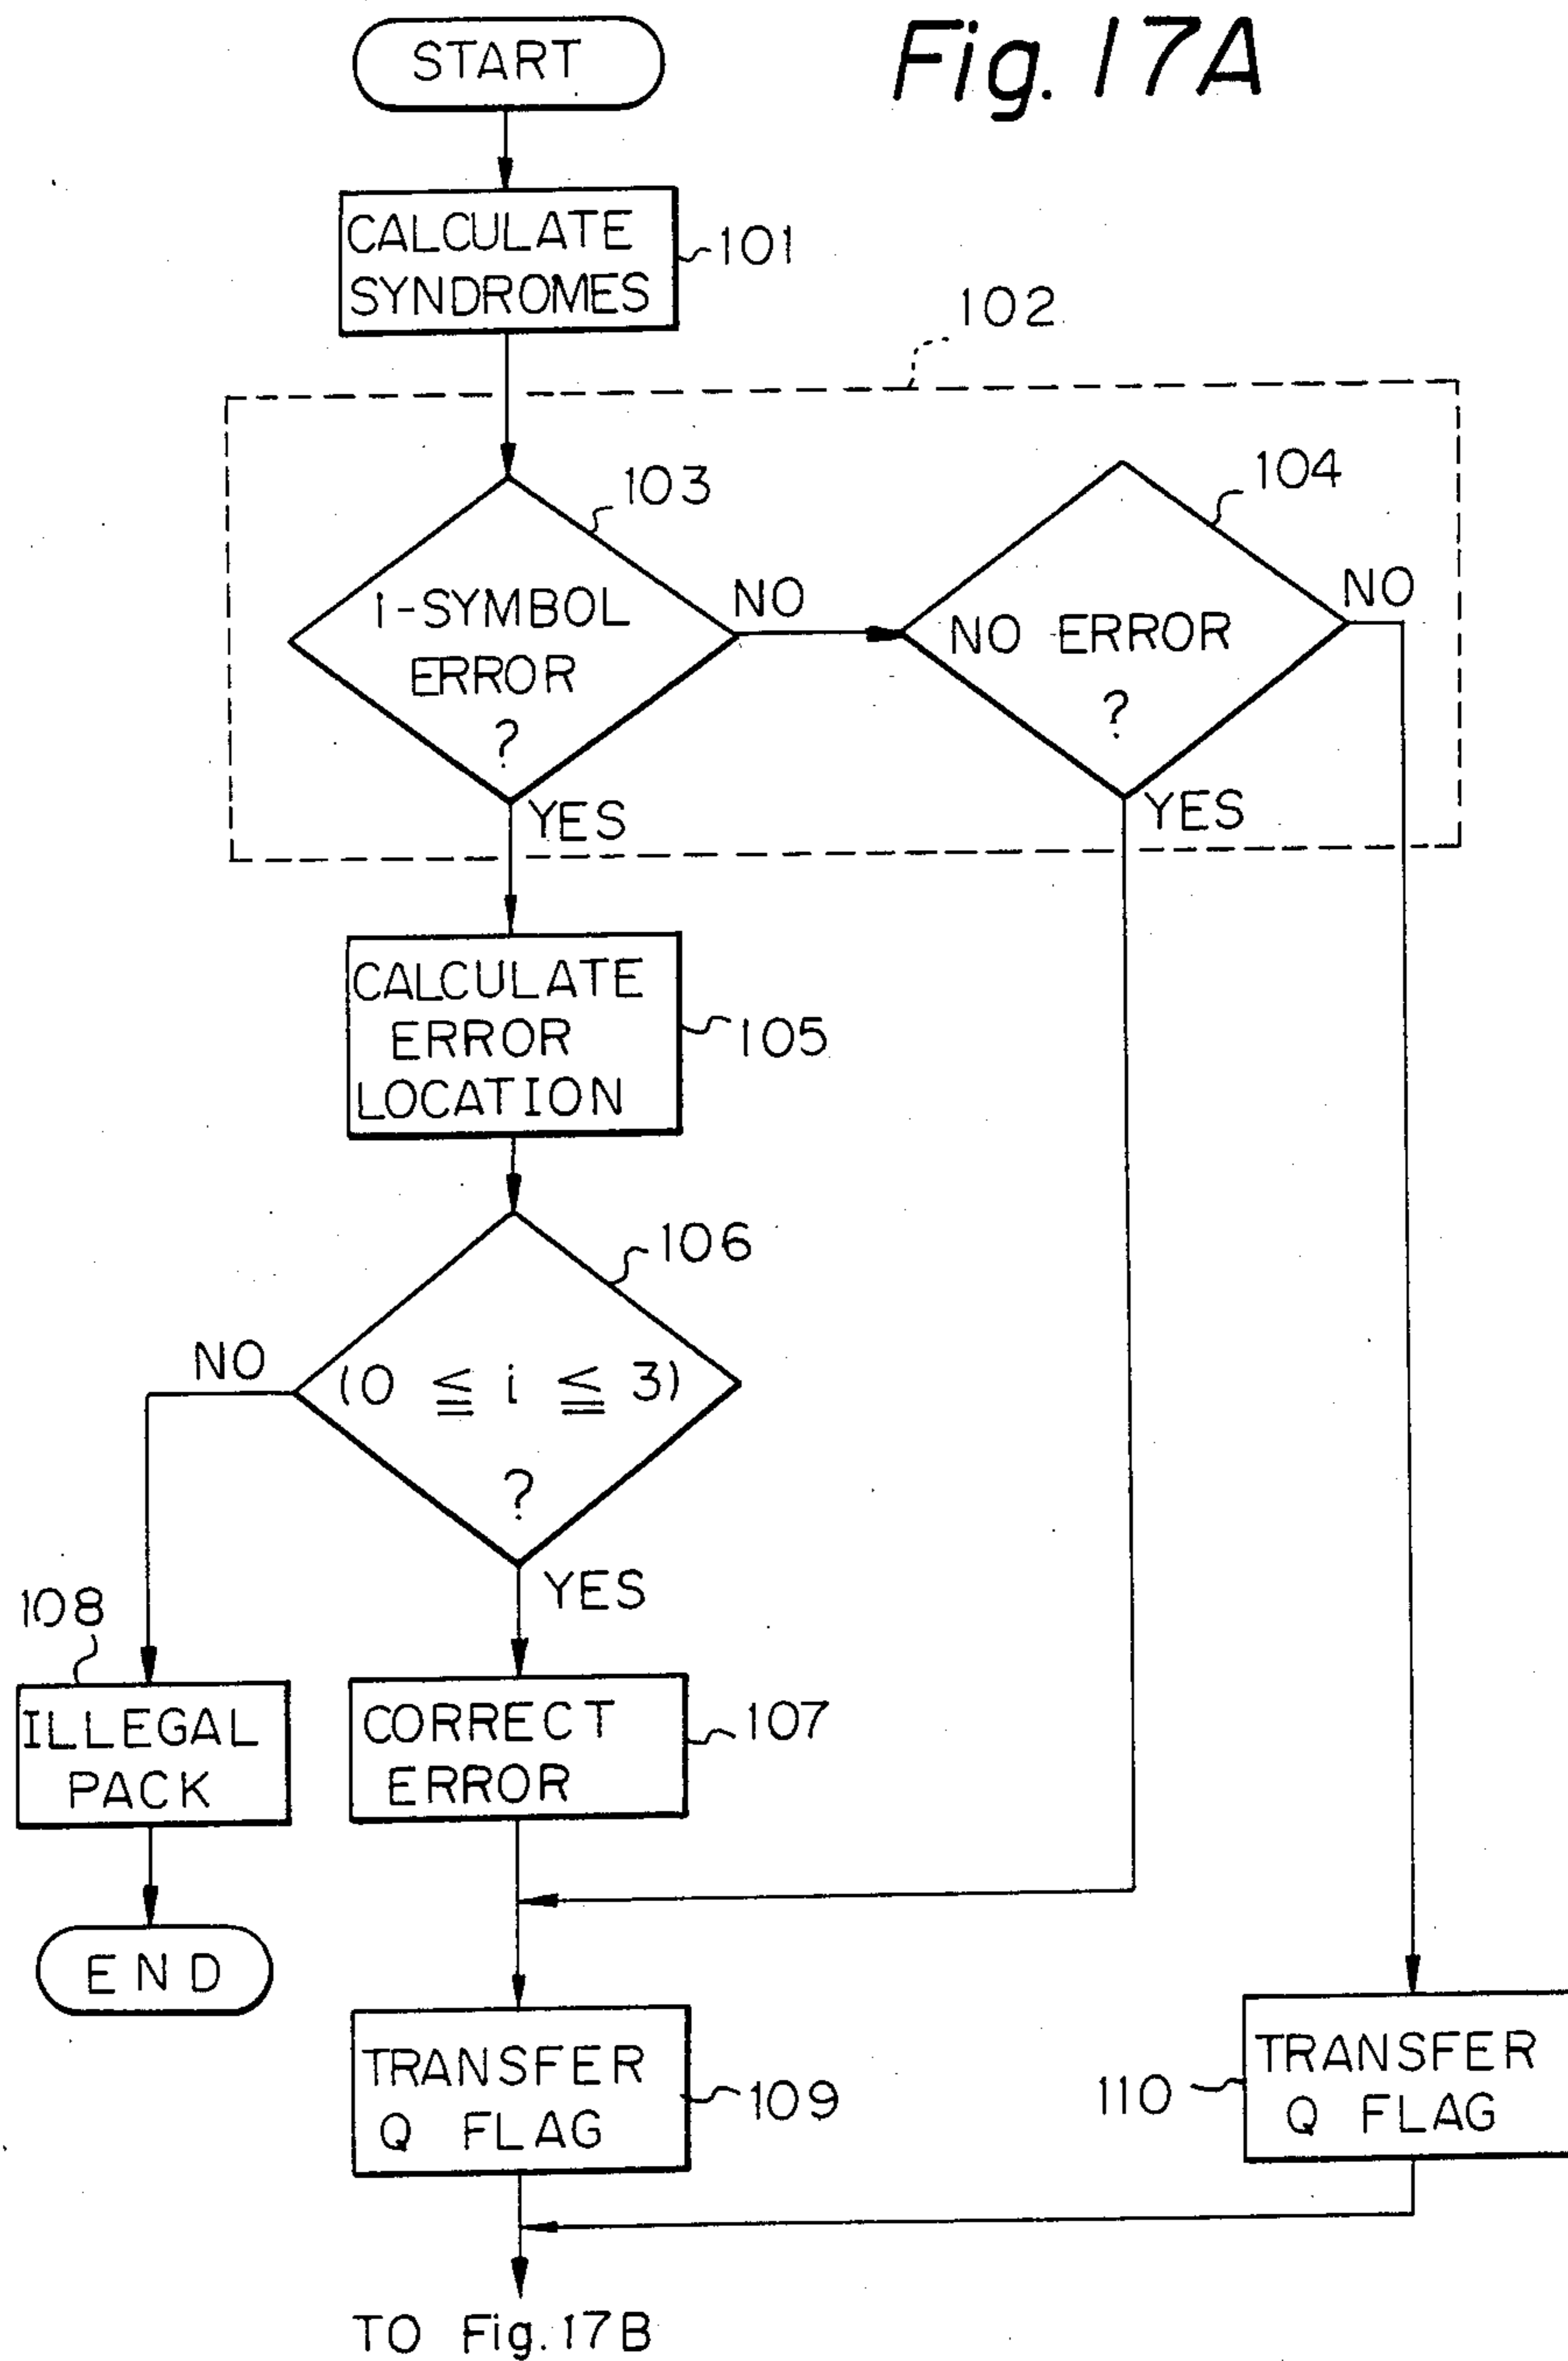 Fig. 17A
START
CALCULATE
SYNDROMES
101
102
103
104
1-SYMBOL
ERROR
?
NO
NO ERROR
?
NO
YES
YES
CALCULATE
ERROR
LOCATION
105
106
NO
(0 ≦ i ≦ 3)
?
YES
108
ILLEGAL
PACK
CORRECT
ERROR
107
END
TRANSFER
Q FLAG
109
110
TRANSFER
Q FLAG
TO Fig. 17B